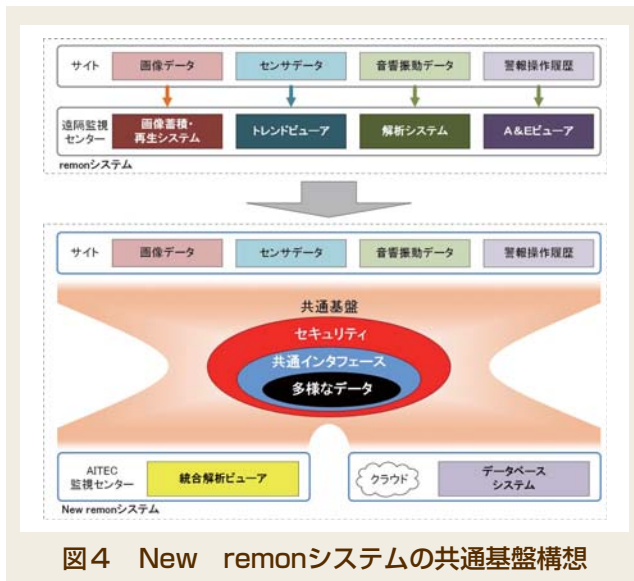 サイト
画像データ
センサデータ
音響振動データ
警報操作履歴
遠隔監視
センター
画像蓄積・
再生システム
トレンドビューア
解析システム
A&Eビューア
remonシステム
サイト
画像データ
センサデータ
音響振動データ
警報操作履歴
共通基盤
セキュリティ
共通インタフェース
多様なデータ
AITEC
監視センター
統合解析ビューア
クラウド
データベース
システム
New remonシステム
図4 New remonシステムの共通基盤構想